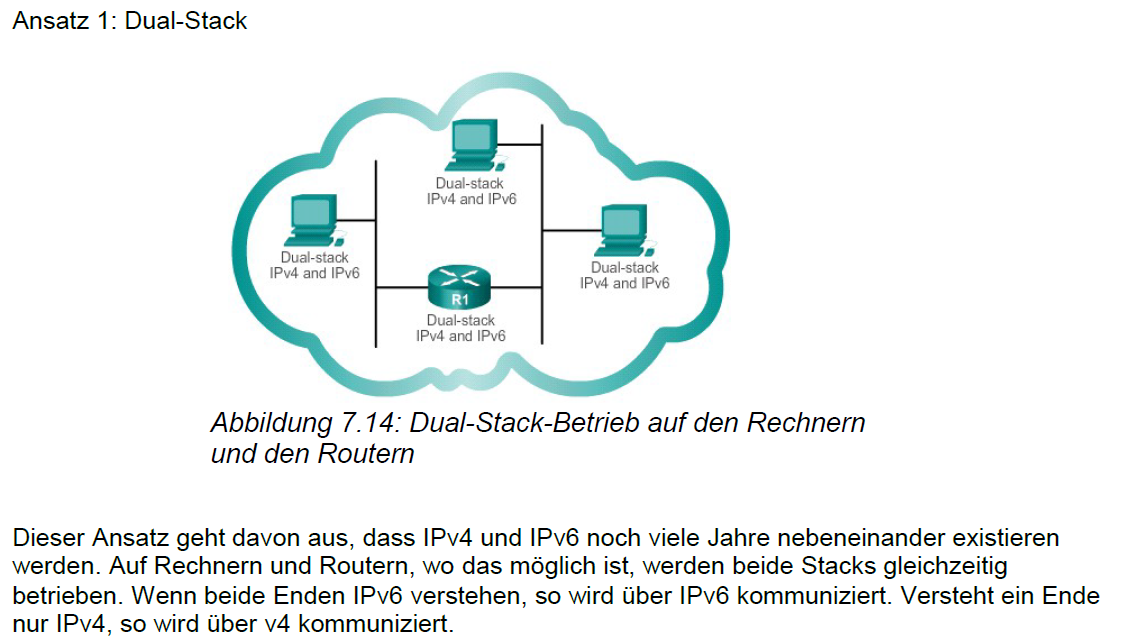 Ansatz 1: Dual-Stack
Dual-stack
IPv4 and IPv6
Dual-stack
IPv4 and IPv6
Dual-stack
IPv4 and IPv6
R1
Dual-stack
IPv4 and IPv6
Abbildung 7.14: Dual-Stack-Betrieb auf den Rechnern
und den Routern
Dieser Ansatz geht davon aus, dass IPv4 und IPv6 noch viele Jahre nebeneinander existieren
werden. Auf Rechnern und Routern, wo das möglich ist, werden beide Stacks gleichzeitig
betrieben. Wenn beide Enden IPv6 verstehen, so wird über IPv6 kommuniziert. Versteht ein Ende
nur IPv4, so wird über v4 kommuniziert.